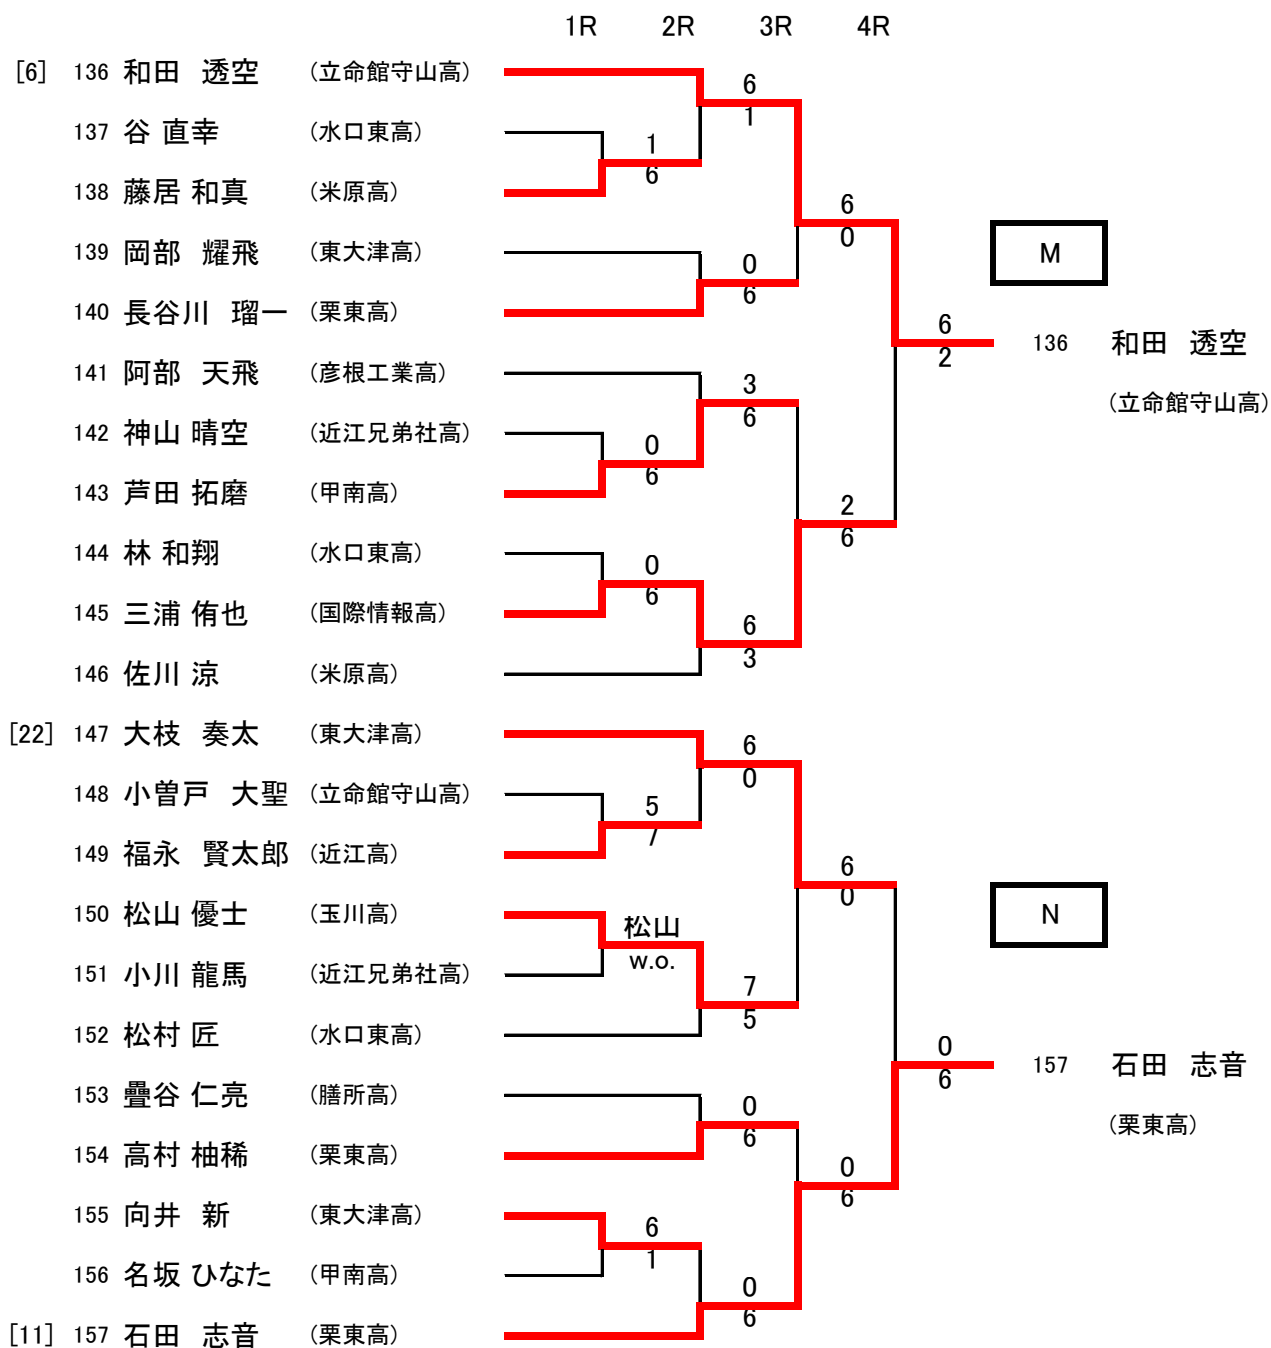 1R 2R 3R 4R
[6] 136 和田 透空 (立命館守山高)
6
1
137 谷 直幸 (水口東高)
1
6
138 藤居 和真 (米原高)
6
0
139 岡部 耀飛 (東大津高)
M
0
6
140 長谷川 瑠一 (栗東高)
6
2
136 和田 透空
(立命館守山高)
141 阿部 天飛 (彦根工業高)
3
6
142 神山 晴空 (近江兄弟社高)
0
6
143 芦田 拓磨 (甲南高)
2
6
144 林 和翔 (水口東高)
0
6
145 三浦 侑也 (国際情報高)
6
3
146 佐川 涼 (米原高)
[22] 147 大枝 奏太 (東大津高)
6
0
148 小曽戸 大聖 (立命館守山高)
5
7
149 福永 賢太郎 (近江高)
6
0
150 松山 優士 (玉川高)
松山
w.o.
N
151 小川 龍馬 (近江兄弟社高)
7
5
152 松村 匠 (水口東高)
0
6
157 石田 志音
(栗東高)
153 疊谷 仁亮 (膳所高)
0
6
154 高村 柚稀 (栗東高)
0
6
155 向井 新 (東大津高)
6
1
156 名坂 ひなた (甲南高)
0
6
[11] 157 石田 志音 (栗東高)